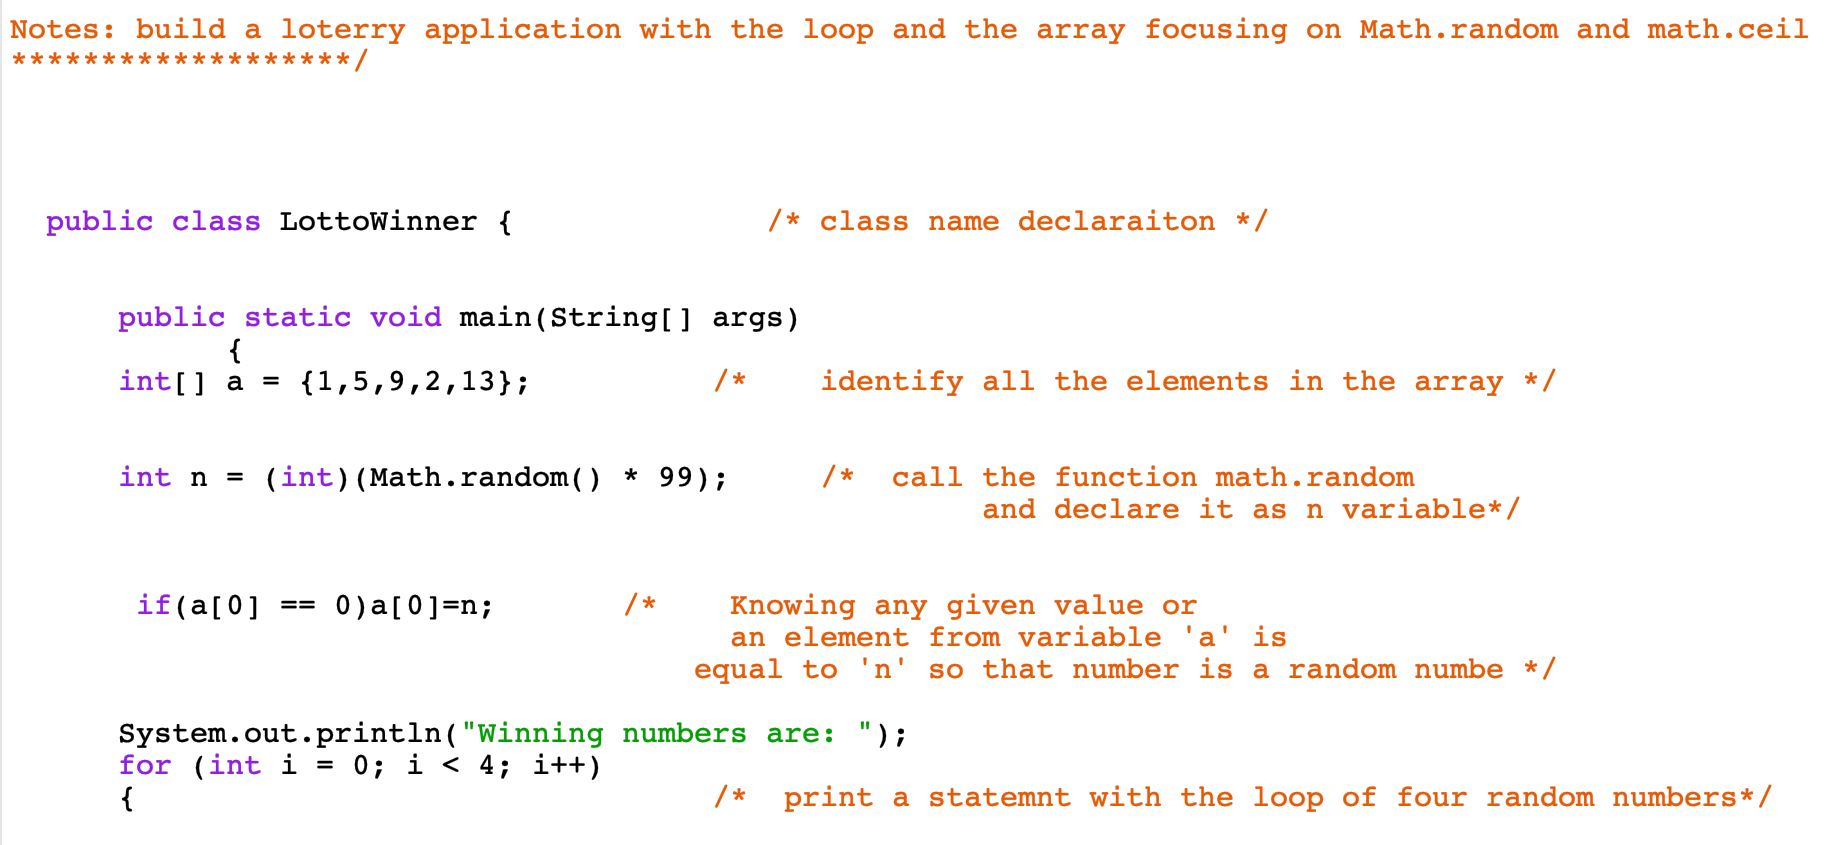 Notes: build a loterry application with the loop and the array focusing on Math.random and math.ceil
*******************/
public class LottoWinner { /* class name declaraiton */
public static void main(String[] args)
{
int[] a = {1,5,9,2,13}; /* identify all the elements in the array */
int n = (int)(Math.random() * 99); /* call the function math.random
and declare it as n variable*/
if(a[0] == 0)a[0]=n; /* Knowing any given value or
an element from variable 'a' is
equal to 'n' so that number is a random numbe */
System.out.println("Winning numbers are: ");
for (int i = 0; i < 4; i++)
{ /* print a statemnt with the loop of four random numbers*/